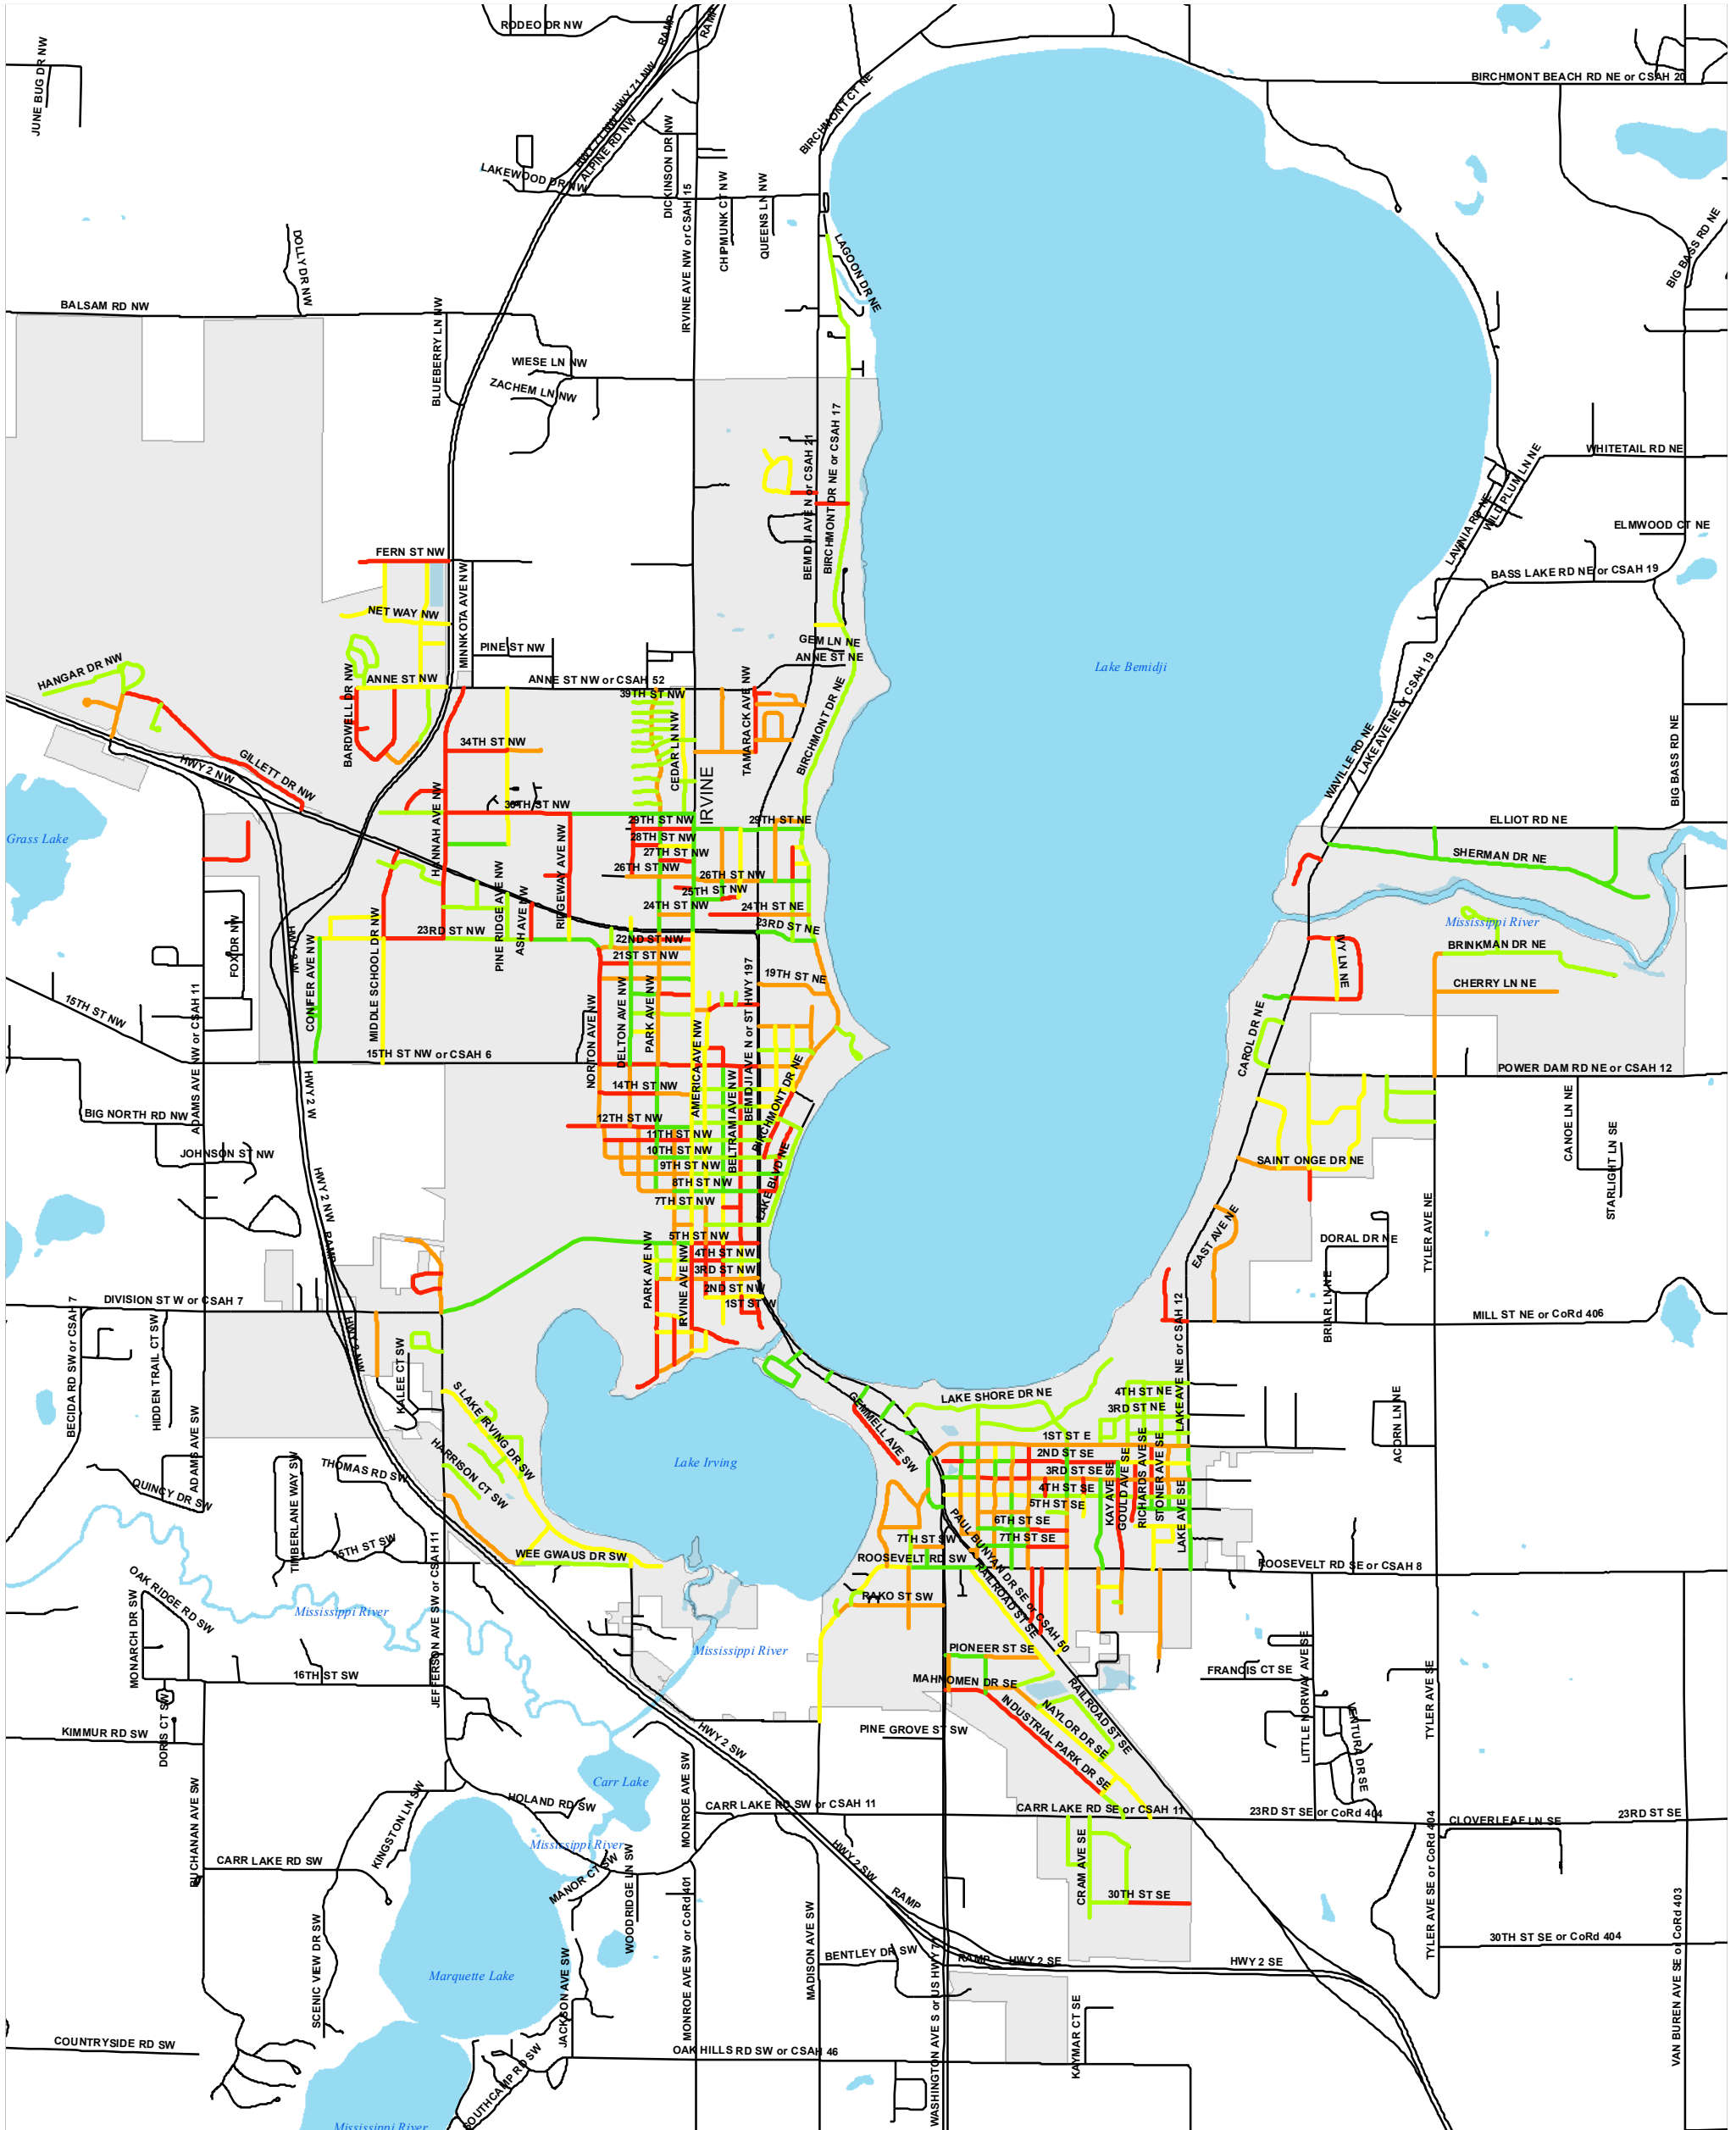 RODEO DR NW
RAMP
RAMP
JUNE BUG DR NW
HWY 71 NW
HWY 71 NW
ALPINE RD NW
BIRCHMONT CT NE
BIRCHMONT BEACH RD NE or CSAH 20
LAKEWOOD DR NW
DICKINSON DR NW
IRVINE AVE NW or CSAH 15
CHIPMUNK CT NW
QUEENS LN NW
DOLLY DR NW
LAGOON DR NE
BIG BASS RD NE
BALSAM RD NW
BLUEBERRY LN NW
WIESE LN NW
ZACHEM LN NW
BEMIDJI AVE N or CSAH 21
BIRCHMONT DR NE or CSAH 17
WHITETAIL RD NE
WILD PLUM LN NE
LAVINIA RD NE
ELMWOOD CT NE
BASS LAKE RD NE or CSAH 19
FERN ST NW
MINNKOTA AVE NW
NET WAY NW
PINE ST NW
GEM LN NE
ANNE ST NE
Lake Bemidji
HANGAR DR NW
BARDWELL DR NW
ANNE ST NW
ANNE ST NW or CSAH 52
39TH ST NW
CEDAR LN NW
TAMARACK AVE NW
BIRCHMONT DR NE
LAKE AVE NE or CSAH 19
WAVILLE RD NE
BIG BASS RD NE
34TH ST NW
HWY 2 NW
GILLETT DR NW
HANNAH AVE NW
IRVINE
30TH ST NW
29TH ST NW
29TH ST NE
28TH ST NW
27TH ST NW
26TH ST NW
26TH ST NW
25TH ST NW
24TH ST NW
24TH ST NE
23RD ST NE
Grass Lake
ELLIOT RD NE
SHERMAN DR NE
Mississippi River
RIDGEWAY AVE NW
PINE RIDGE AVE NW
ASH AVE NW
23RD ST NW
22ND ST NW
21ST ST NW
19TH ST NE
FOX DR NW
HWY 2 W
CONIFER AVE NW
MIDDLE SCHOOL DR NW
IVY LN NE
BRINKMAN DR NE
CHERRY LN NE
15TH ST NW
ADAMS AVE NW or CSAH 11
15TH ST NW or CSAH 6
NORTON AVE NW
DELTON AVE NW
PARK AVE NW
AMERICA AVE NW
BELTRAMI AVE NW
BEMIDJI AVE N or ST HWY 197
BIRCHMONT DR NE
LAKE BLVD NE
CAROL DR NE
POWER DAM RD NE or CSAH 12
HWY 2 W
14TH ST NW
BIG NORTH RD NW
12TH ST NW
11TH ST NW
10TH ST NW
9TH ST NW
8TH ST NW
7TH ST NW
JOHNSON ST NW
SAINT ONGE DR NE
CANOE LN NE
STARLIGHT LN SE
HWY 2 NW
RAMP
5TH ST NW
4TH ST NW
3RD ST NW
2ND ST NW
PARK AVE NW
IRVINE AVE NW
EAST AVE NE
DORAL DR NE
TYLER AVE NE
BRIAR LN NE
DIVISION ST W or CSAH 7
MILL ST NE or CoRd 406
BECIDA RD SW or CSAH 7
HIDDEN TRAIL CT SW
HWY 2 NW
KALEE CT SW
LAKE AVE NE or CSAH 12
S LAKE IRVING DR SW
HARRISON CT SW
GEMMELL AVE SW
LAKE SHORE DR NE
4TH ST NE
3RD ST NE
ADAMS AVE SW
ACORN LN NE
1ST ST E
2ND ST SE
3RD ST SE
4TH ST SE
5TH ST SE
6TH ST SE
7TH ST SE
KAY AVE SE
GOULD AVE SE
RICHARDS AVE SE
STONER AVE SE
LAKE AVE SE
Lake Irving
THOMAS RD SW
QUINCY DR SW
TIMBERLANE WAY SW
5TH ST SW
JEFFERSON AVE SW or CSAH 11
WEE GWAUS DR SW
7TH ST SW
ROOSEVELT RD SW
PAUL BUNYAN DR SE or CSAH 50
RAILROAD ST SE
ROOSEVELT RD SE or CSAH 8
OAK RIDGE RD SW
RAKO ST SW
MONARCH DR SW
Mississippi River
Mississippi River
PIONEER ST SE
MAHNOMEN DR SE
FRANCIS CT SE
16TH ST SW
LITTLE NORWAY AVE SE
VENTURA DR SE
TYLER AVE SE
DORIS CT SW
KIMMUR RD SW
HWY 2 SW
PINE GROVE ST SW
INDUSTRIAL PARK DR SE
NAYLOR DR SE
RAILROAD ST SE
Carr Lake
BUCHANAN AVE SW
KINGSTON LN SW
HOLAND RD SW
MONROE AVE SW
CARR LAKE RD SW or CSAH 11
CARR LAKE RD SE or CSAH 11
23RD ST SE or CoRd 404
CLOVERLEAF LN SE
23RD ST SE
Mississippi River
CARR LAKE RD SW
MANOR CT SW
WOODRIDGE LN SW
HWY 2 SW
RAMP
CRAM AVE SE
30TH ST SE
TYLER AVE SE or CoRd 404
SCENIC VIEW DR SW
Marquette Lake
JACKSON AVE SW
MONROE AVE SW or CoRd 401
MADISON AVE SW
BENTLEY DR SW
RAMP
HWY 2 SE
HWY 2 SE
30TH ST SE or CoRd 404
VAN BUREN AVE SE or CoRd 403
WASHINGTON AVE S or US HWY 71
KAYMAR CT SE
COUNTRYSIDE RD SW
OAK HILLS RD SW or CSAH 46
SOUTHCAMP RD SW
Mississippi River